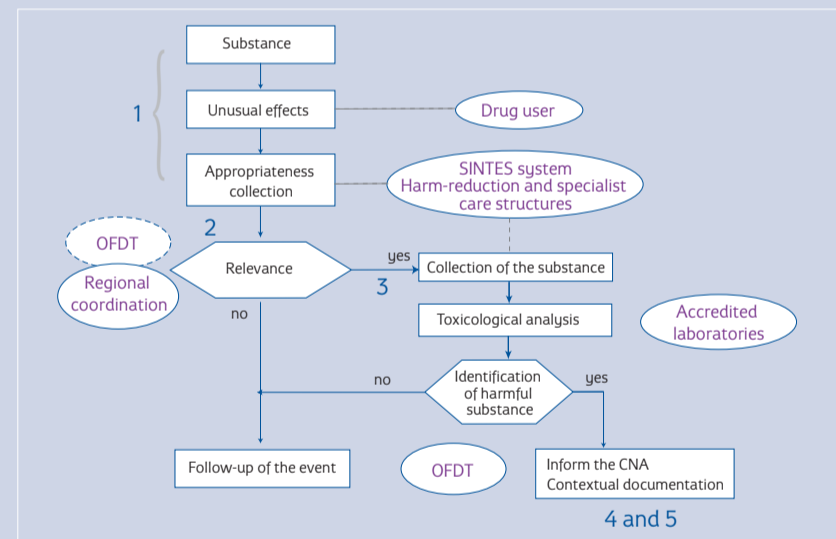 Substance
1
Unusual effects
Drug user
Appropriateness
collection
SINTES system
Harm-reduction and specialist
care structures
2
OFDT
Regional
coordination
Relevance
yes
3
Collection of the substance
no
Toxicological analysis
Accredited
laboratories
no
Identification
of harmful
substance
yes
Follow-up of the event
OFDT
Inform the CNA
Contextual documentation
4 and 5